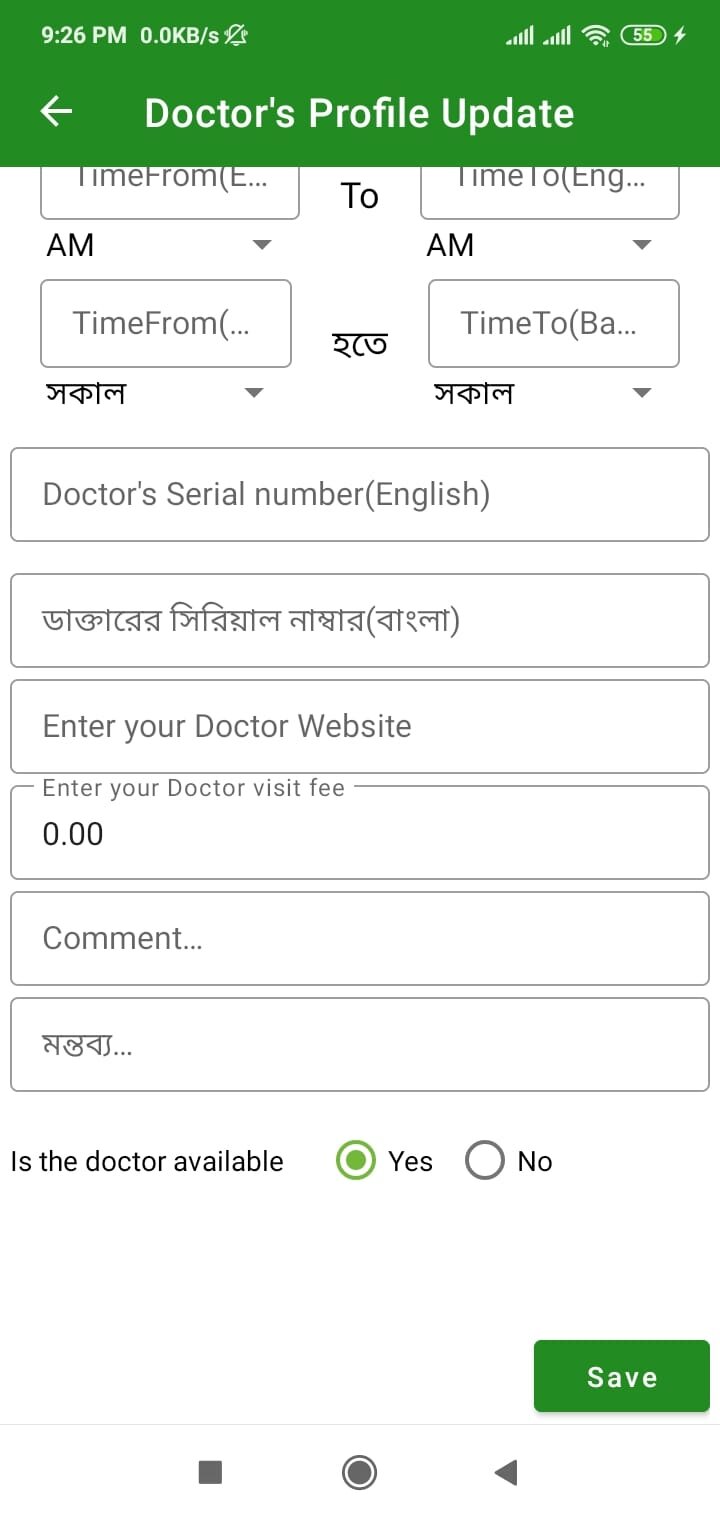 9:26 PM 0.0KB/s 55
Doctor's Profile Update
TimeFrom(E... To TimeTo(Eng...
AM AM
TimeFrom(... হতে TimeTo(Ba...
সকাল সকাল
Doctor's Serial number(English)
ডাক্তারের সিরিয়াল নাম্বার(বাংলা)
Enter your Doctor Website
Enter your Doctor visit fee
0.00
Comment...
মন্তব্য...
Is the doctor available Yes No
Save